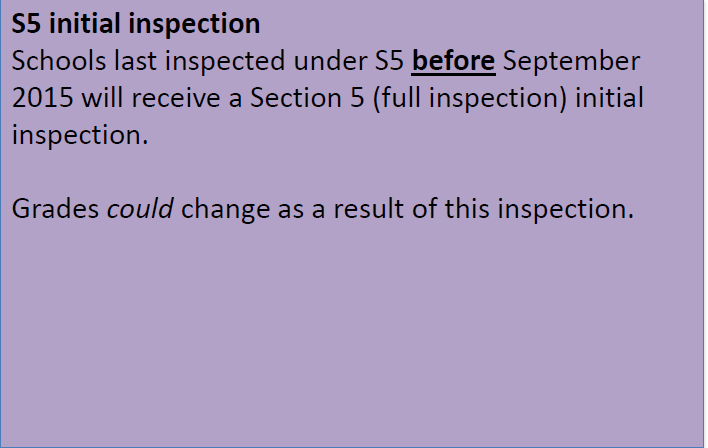 S5 initial inspection
Schools last inspected under S5 before September
2015 will receive a Section 5 (full inspection) initial
inspection.
Grades could change as a result of this inspection.